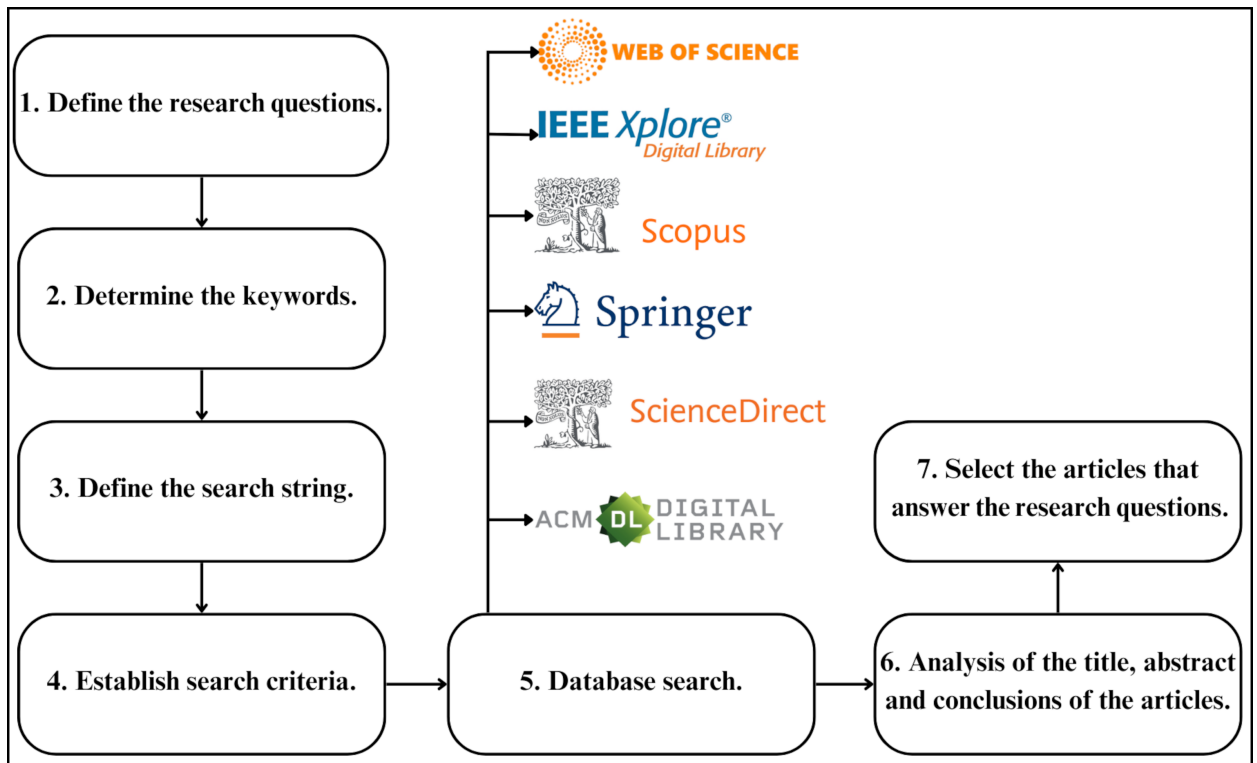 1. Define the research questions.
2. Determine the keywords.
3. Define the search string.
4. Establish search criteria.
5. Database search.
WEB OF SCIENCE
IEEE Xplore®
Digital Library
Scopus
Springer
ScienceDirect
ACM DL DIGITAL
LIBRARY
6. Analysis of the title, abstract
and conclusions of the articles.
7. Select the articles that
answer the research questions.